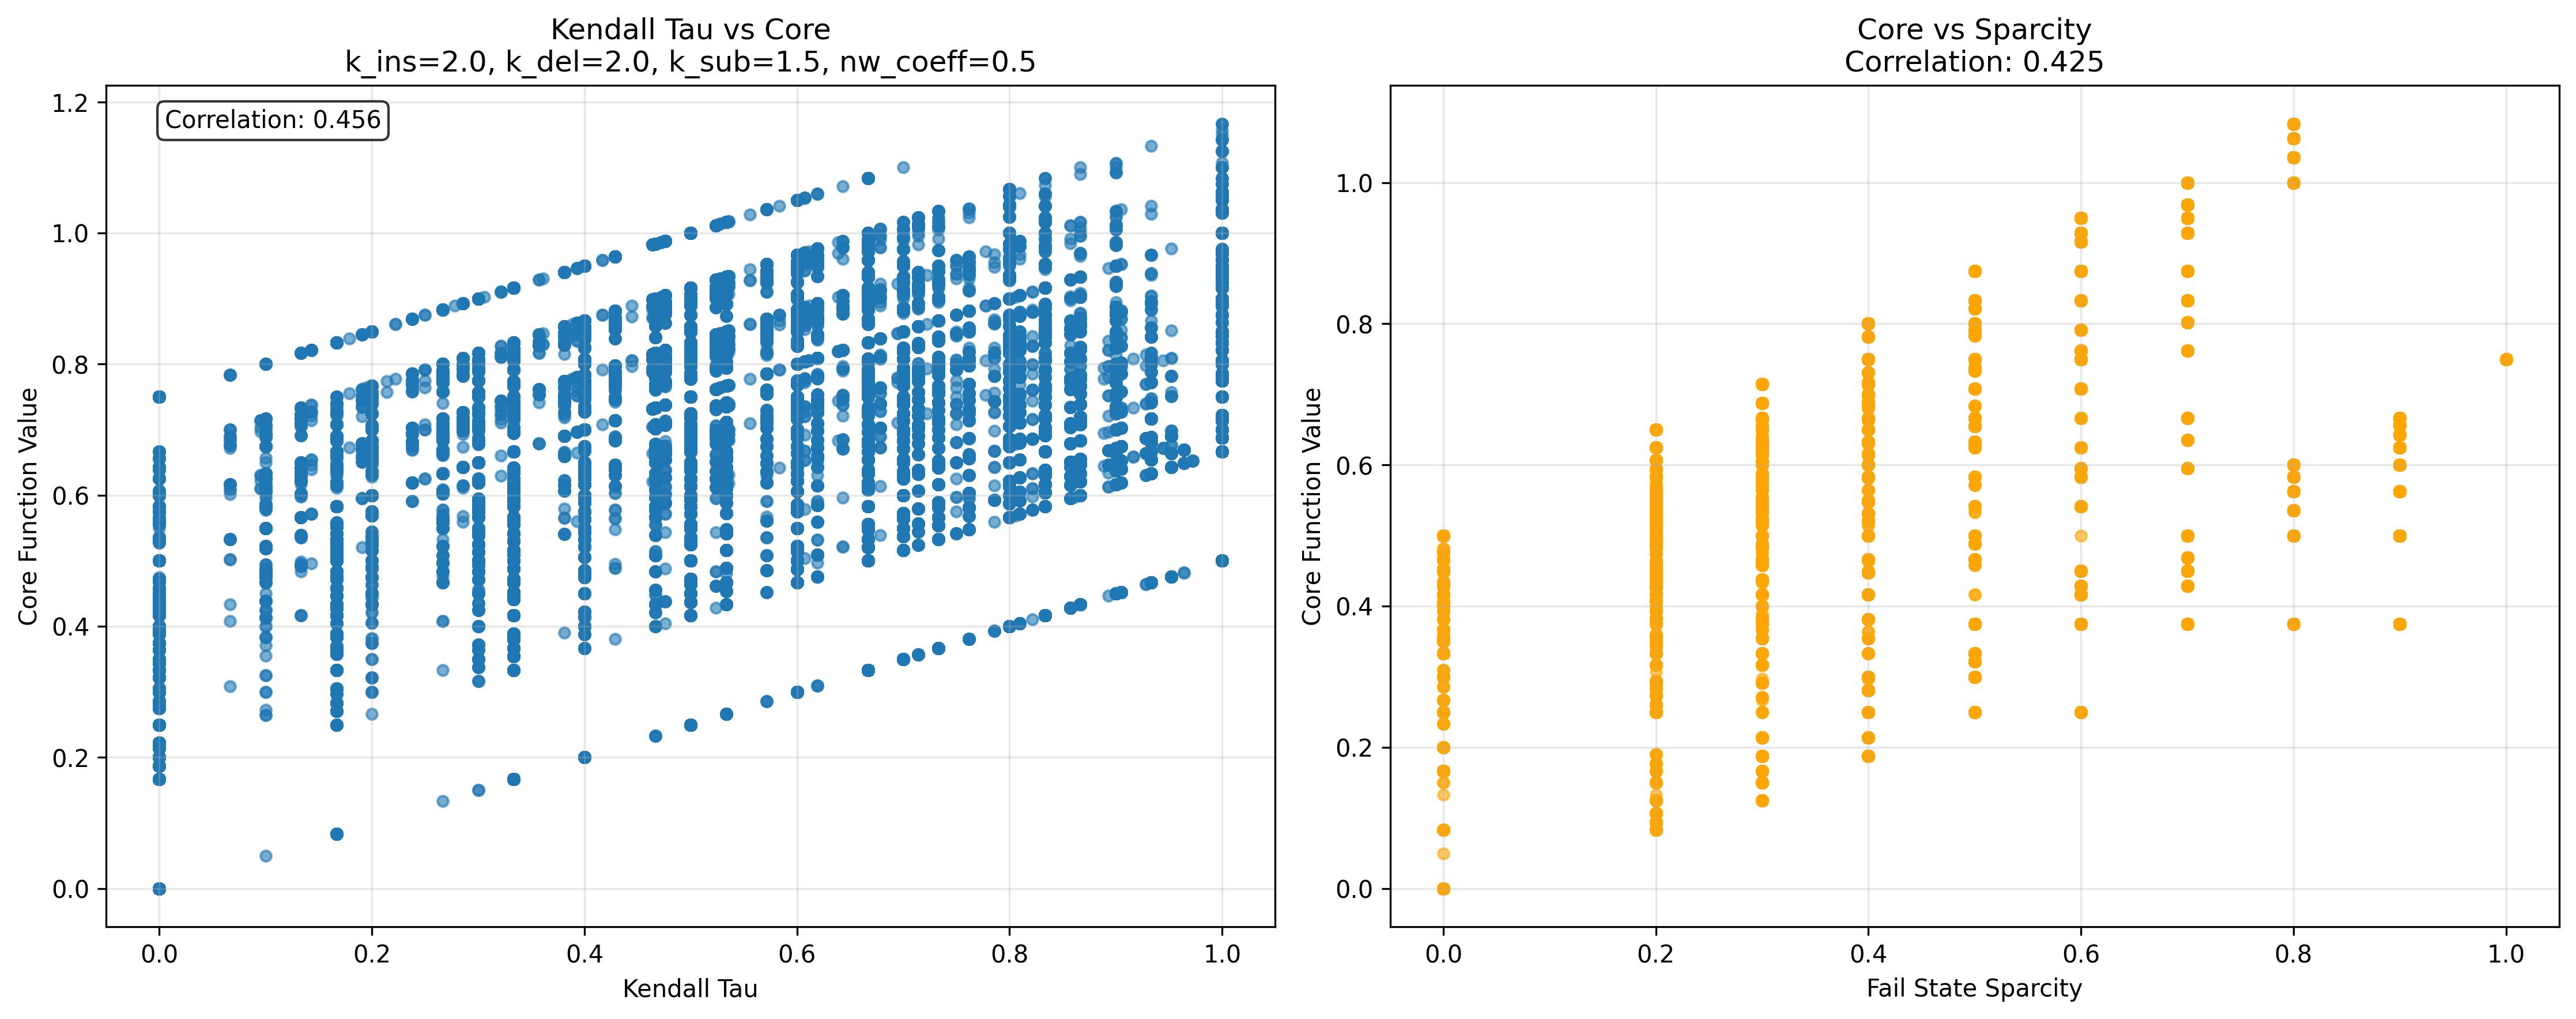 Kendall Tau vs Core
k_ins=2.0, k_del=2.0, k_sub=1.5, nw_coeff=0.5
Correlation: 0.456
1.2
1.0
0.8
0.6
0.4
0.2
0.0
Core Function Value
0.0 0.2 0.4 0.6 0.8 1.0
Kendall Tau
Core vs Sparcity
Correlation: 0.425
1.0
0.8
0.6
0.4
0.2
0.0
Core Function Value
0.0 0.2 0.4 0.6 0.8 1.0
Fail State Sparcity